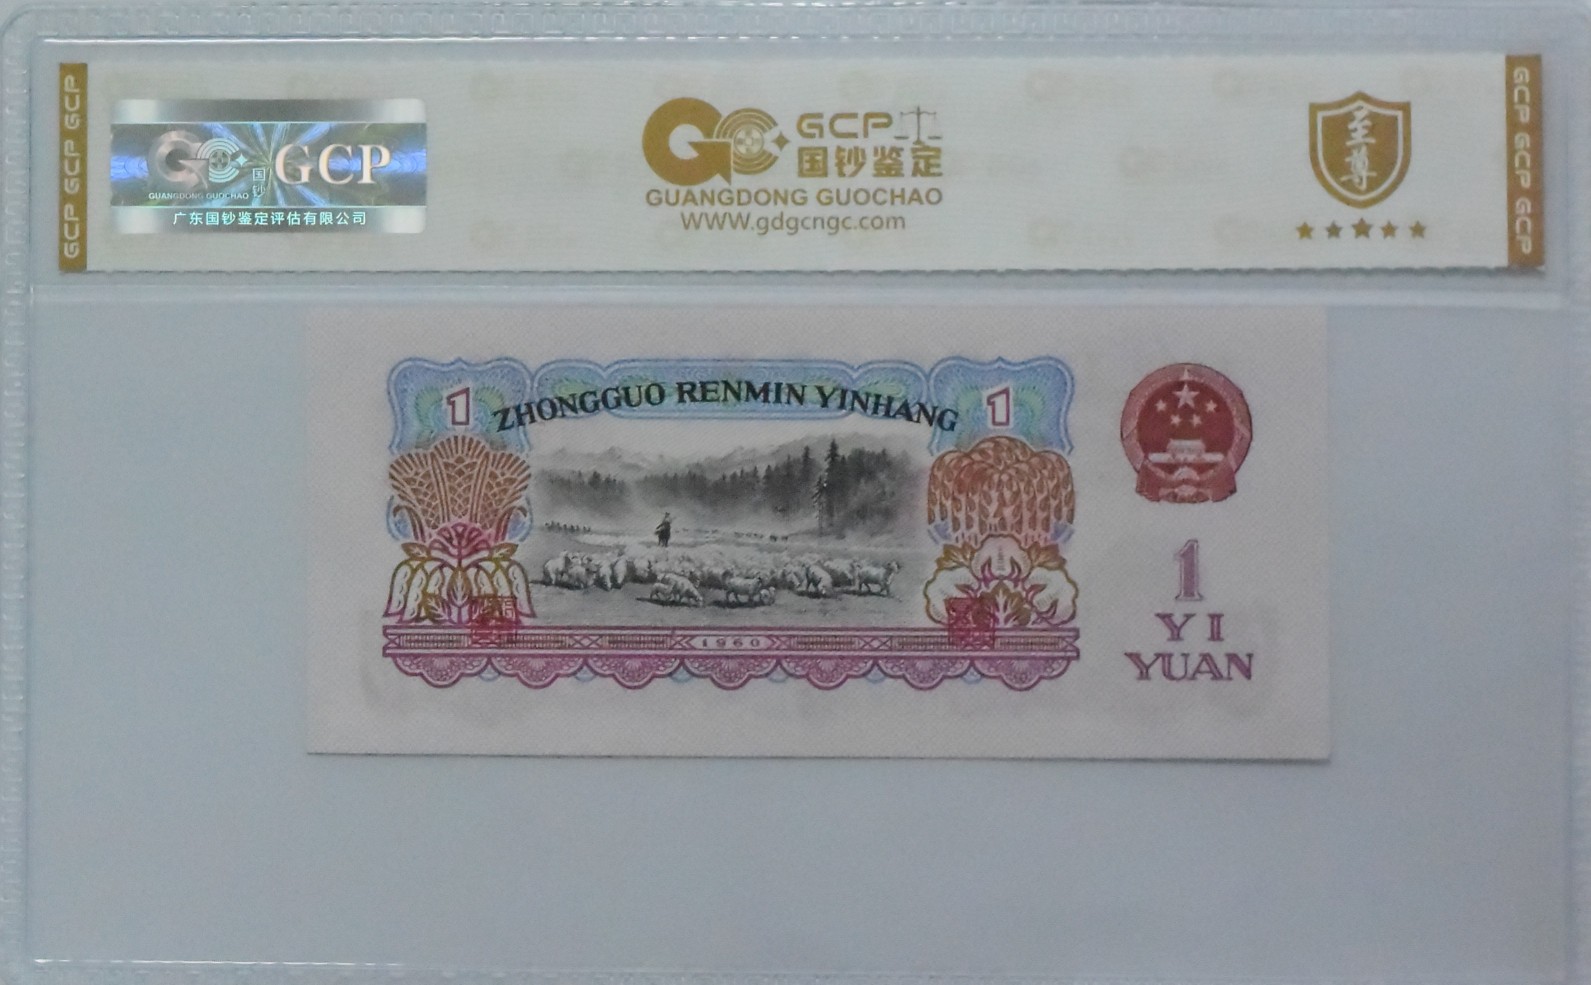 GCP GCP GCP
国钞
GCP
GUANGDONG GUOCHAO
广东国钞鉴定评估有限公司
GCP
国钞鉴定
GUANGDONG GUOCHAO
WWW.gdgcngc.com
至尊
GCP GCP GCP
1
ZHONGGUO RENMIN YINHANG
1
1960
1
YI
YUAN